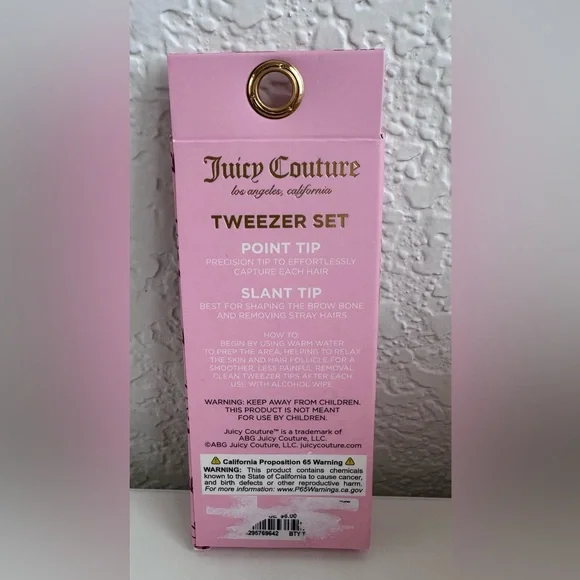 Juicy Couture
los angeles, california
TWEEZER SET
POINT TIP
PRECISION TIP TO EFFORTLESSLY
CAPTURE EACH HAIR
SLANT TIP
BEST FOR SHAPING THE BROW BONE
AND REMOVING STRAY HAIRS
HOW TO:
BEGIN BY USING WARM WATER
TO PREP THE AREA, HELPING TO RELAX
THE SKIN AND HAIR FOLLICLE FOR A
SMOOTHER, LESS PAINFUL REMOVAL.
CLEAN TWEEZER TIPS AFTER EACH
USE WITH ALCOHOL WIPE.
WARNING: KEEP AWAY FROM CHILDREN.
THIS PRODUCT IS NOT MEANT
FOR USE BY CHILDREN.
Juicy Couture™ is a trademark of
ABG Juicy Couture, LLC.
©ABG Juicy Couture, LLC. juicycouture.com
California Proposition 65 Warning
WARNING: This product contains chemicals
known to the State of California to cause cancer,
and birth defects or other reproductive harm.
For more information: www.P65Warnings.ca.gov
295769642 BTY